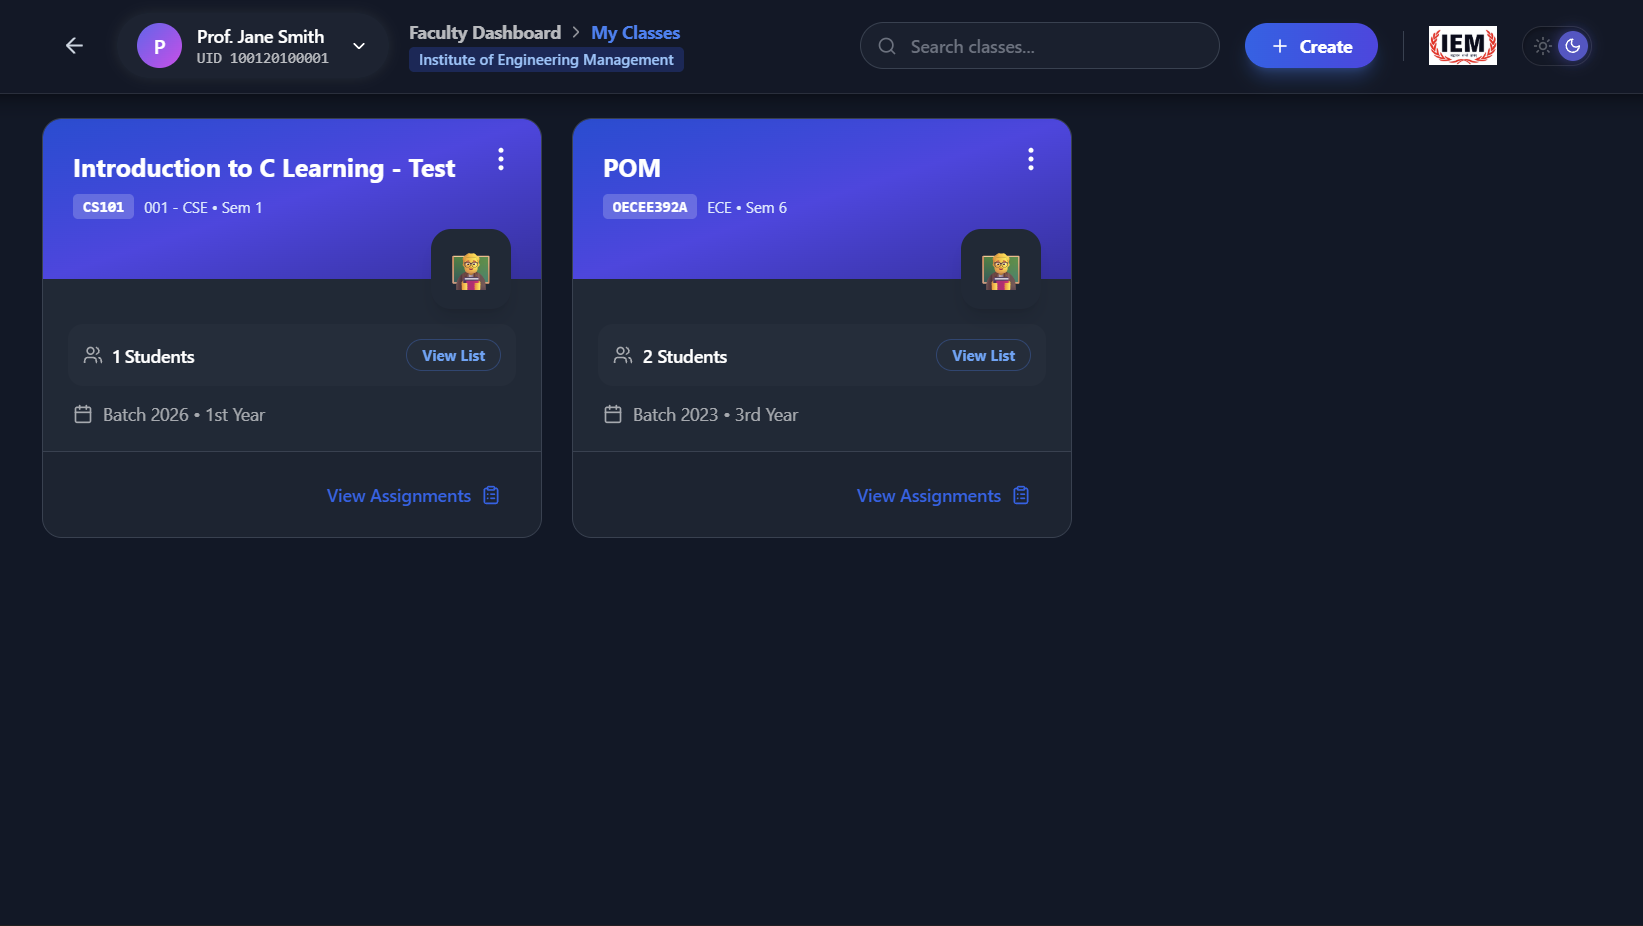 P
Prof. Jane Smith
UID 100120100001
Faculty Dashboard > My Classes
Institute of Engineering Management
Search classes...
+ Create
IEM
Introduction to C Learning - Test
CS101 001 - CSE • Sem 1
1 Students
View List
Batch 2026 • 1st Year
View Assignments
POM
OECEE392A ECE • Sem 6
2 Students
View List
Batch 2023 • 3rd Year
View Assignments